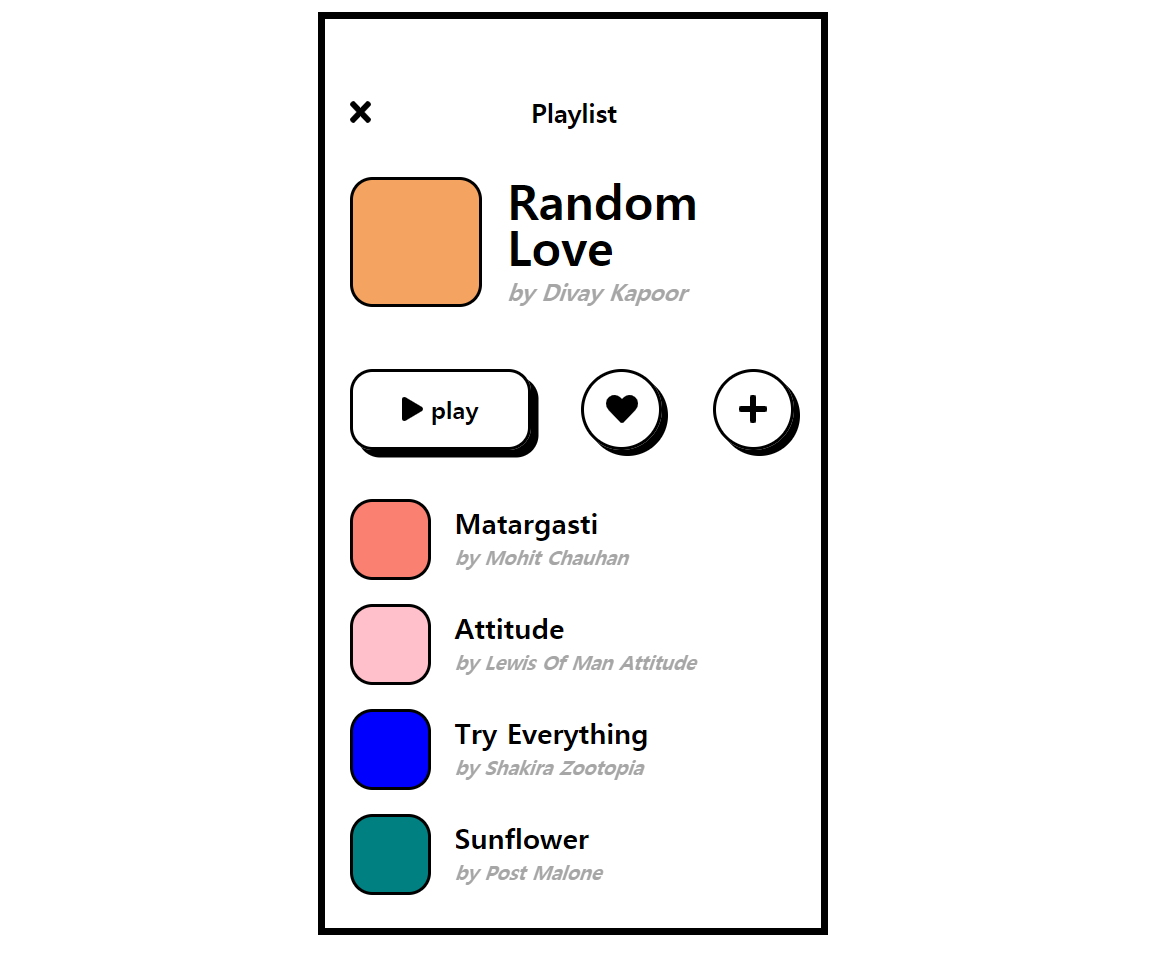 Playlist
Random
Love
by Divay Kapoor
play
Matargasti
by Mohit Chauhan
Attitude
by Lewis Of Man Attitude
Try Everything
by Shakira Zootopia
Sunflower
by Post Malone